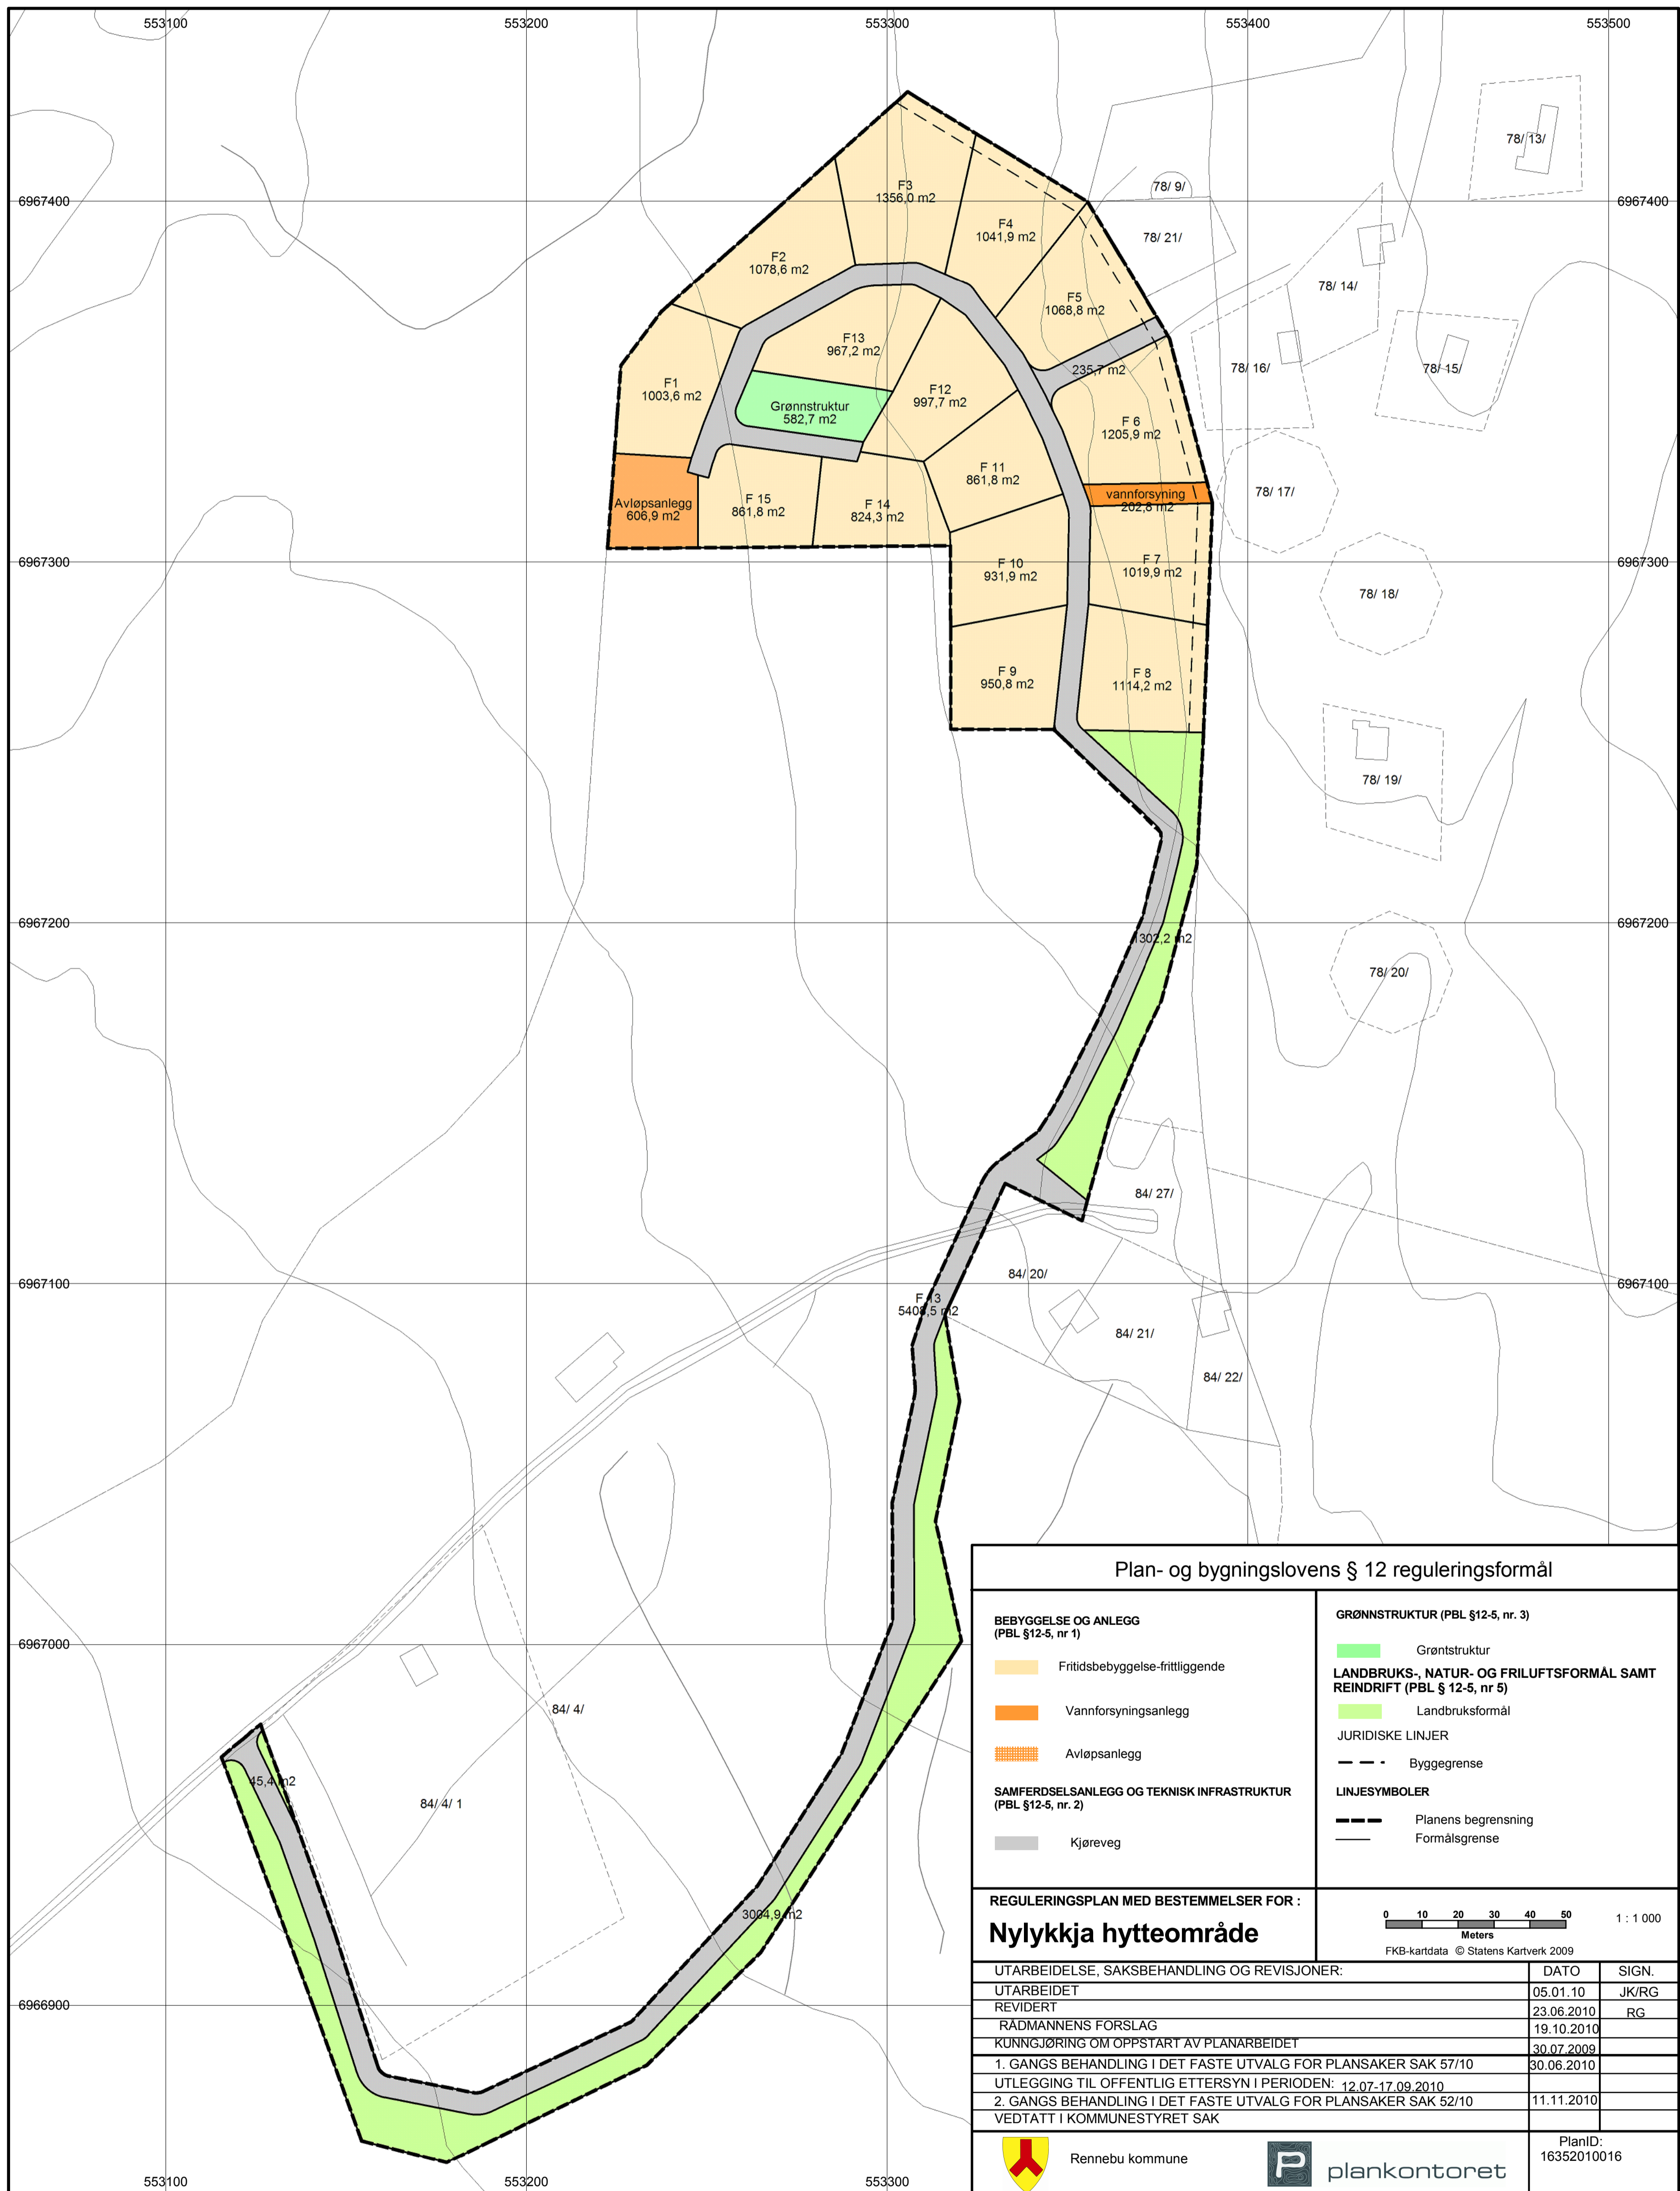 553100
553200
553300
553400
553500
78/ 13/
78/ 9/
F3
1356,0 m2
6967400
6967400
F4
1041,9 m2
78/ 21/
F2
1078,6 m2
78/ 14/
F5
1068,8 m2
F13
967,2 m2
235,7 m2
78/ 16/
78/ 15/
F1
1003,6 m2
F12
997,7 m2
Grønnstruktur
582,7 m2
F 6
1205,9 m2
F 11
861,8 m2
78/ 17/
vannforsyning
202,8 m2
Avløpsanlegg
606,9 m2
F 15
861,8 m2
F 14
824,3 m2
6967300
6967300
F 10
931,9 m2
F 7
1019,9 m2
78/ 18/
F 9
950,8 m2
F 8
1114,2 m2
78/ 19/
6967200
6967200
1302,2 m2
78/ 20/
84/ 27/
84/ 20/
6967100
6967100
F 13
5408,5 m2
84/ 21/
84/ 22/
6967000
84/ 4/
45,4 m2
84/ 4/ 1
3004,9 m2
6966900
553100
553200
553300
Plan- og bygningslovens § 12 reguleringsformål
BEBYGGELSE OG ANLEGG
(PBL §12-5, nr 1)
Fritidsbebyggelse-frittliggende
Vannforsyningsanlegg
Avløpsanlegg
SAMFERDSELSANLEGG OG TEKNISK INFRASTRUKTUR
(PBL §12-5, nr. 2)
Kjøreveg
GRØNNSTRUKTUR (PBL §12-5, nr. 3)
Grøntstruktur
LANDBRUKS-, NATUR- OG FRILUFTSFORMÅL SAMT
REINDRIFT (PBL § 12-5, nr 5)
Landbruksformål
JURIDISKE LINJER
Byggegrense
LINJESYMBOLER
Planens begrensning
Formålsgrense
REGULERINGSPLAN MED BESTEMMELSER FOR :
Nylykkja hytteområde
0 10 20 30 40 50
Meters
1 : 1 000
FKB-kartdata © Statens Kartverk 2009
UTARBEIDELSE, SAKSBEHANDLING OG REVISJONER: DATO SIGN.
UTARBEIDET 05.01.10 JK/RG
REVIDERT 23.06.2010 RG
RÅDMANNENS FORSLAG 19.10.2010
KUNNGJØRING OM OPPSTART AV PLANARBEIDET 30.07.2009
1. GANGS BEHANDLING I DET FASTE UTVALG FOR PLANSAKER SAK 57/10 30.06.2010
UTLEGGING TIL OFFENTLIG ETTERSYN I PERIODEN: 12.07-17.09.2010
2. GANGS BEHANDLING I DET FASTE UTVALG FOR PLANSAKER SAK 52/10 11.11.2010
VEDTATT I KOMMUNESTYRET SAK
Rennebu kommune
P plankontoret
PlanID:
16352010016